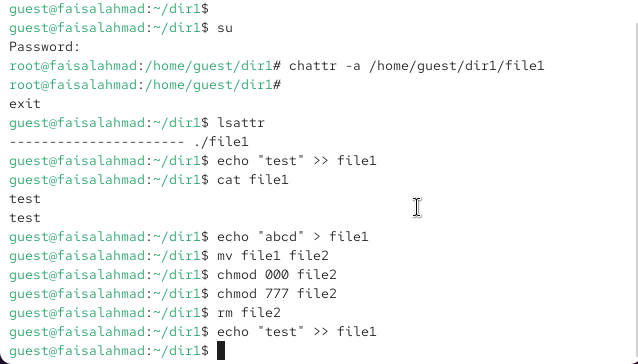 guest@faisalahmad:~/dir1$
guest@faisalahmad:~/dir1$ su
Password:
root@faisalahmad:/home/guest/dir1# chattr -a /home/guest/dir1/file1
root@faisalahmad:/home/guest/dir1#
exit
guest@faisalahmad:~/dir1$ lsattr
---------------------- ./file1
guest@faisalahmad:~/dir1$ echo "test" >> file1
guest@faisalahmad:~/dir1$ cat file1
test
test
guest@faisalahmad:~/dir1$ echo "abcd" > file1
guest@faisalahmad:~/dir1$ mv file1 file2
guest@faisalahmad:~/dir1$ chmod 000 file2
guest@faisalahmad:~/dir1$ chmod 777 file2
guest@faisalahmad:~/dir1$ rm file2
guest@faisalahmad:~/dir1$ echo "test" >> file1
guest@faisalahmad:~/dir1$